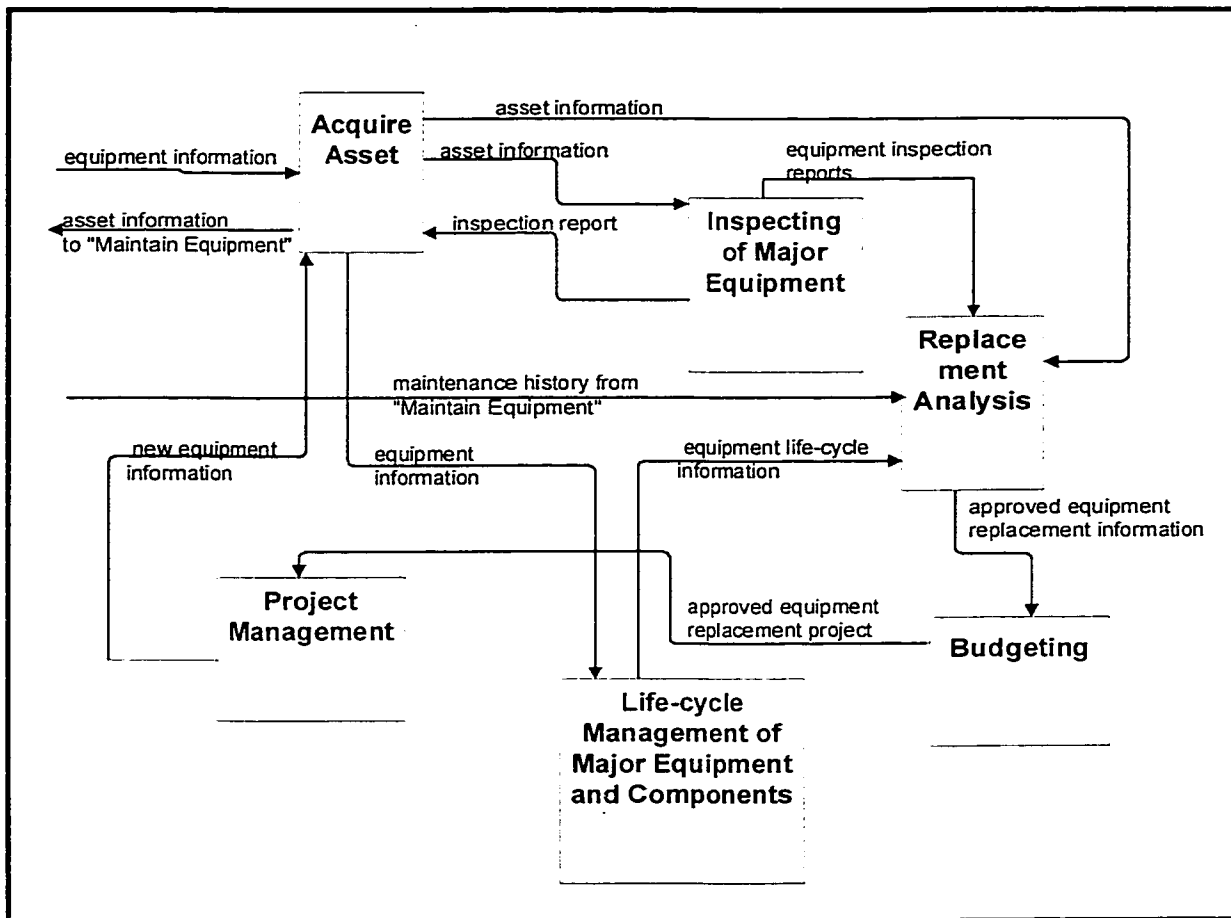 asset information
Acquire
Asset
equipment information
asset information
equipment inspection
reports
asset information
to "Maintain Equipment"
inspection report
Inspecting
of Major
Equipment
Replace
ment
Analysis
maintenance history from
"Maintain Equipment"
new equipment
information
equipment
information
equipment life-cycle
information
approved equipment
replacement information
Project
Management
approved equipment
replacement project
Budgeting
Life-cycle
Management of
Major Equipment
and Components